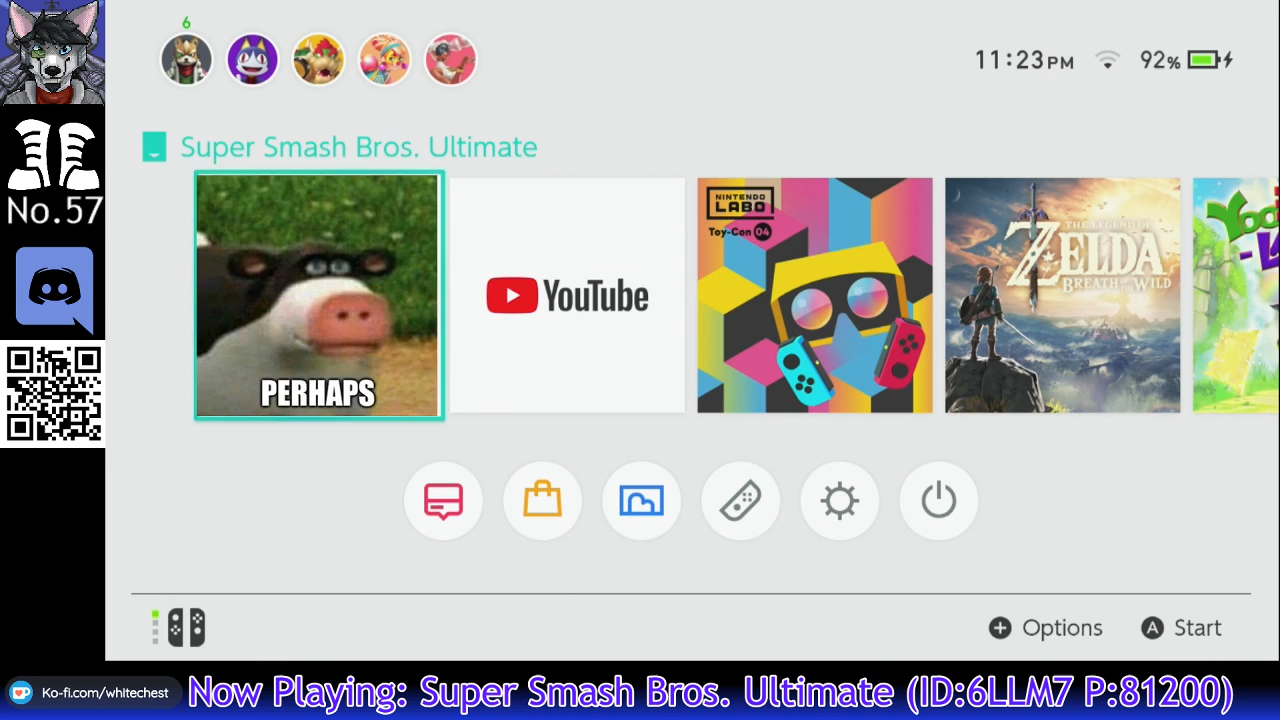 6
11:23PM
92%
Super Smash Bros. Ultimate
No.57
PERHAPS
YouTube
NINTENDO
LABO
Toy-Con 04
THE LEGEND OF
ZELDA
BREATH OF THE WILD
Options
A Start
Ko-fi.com/whitechest
Now Playing: Super Smash Bros. Ultimate (ID:6LLM7 P:81200)